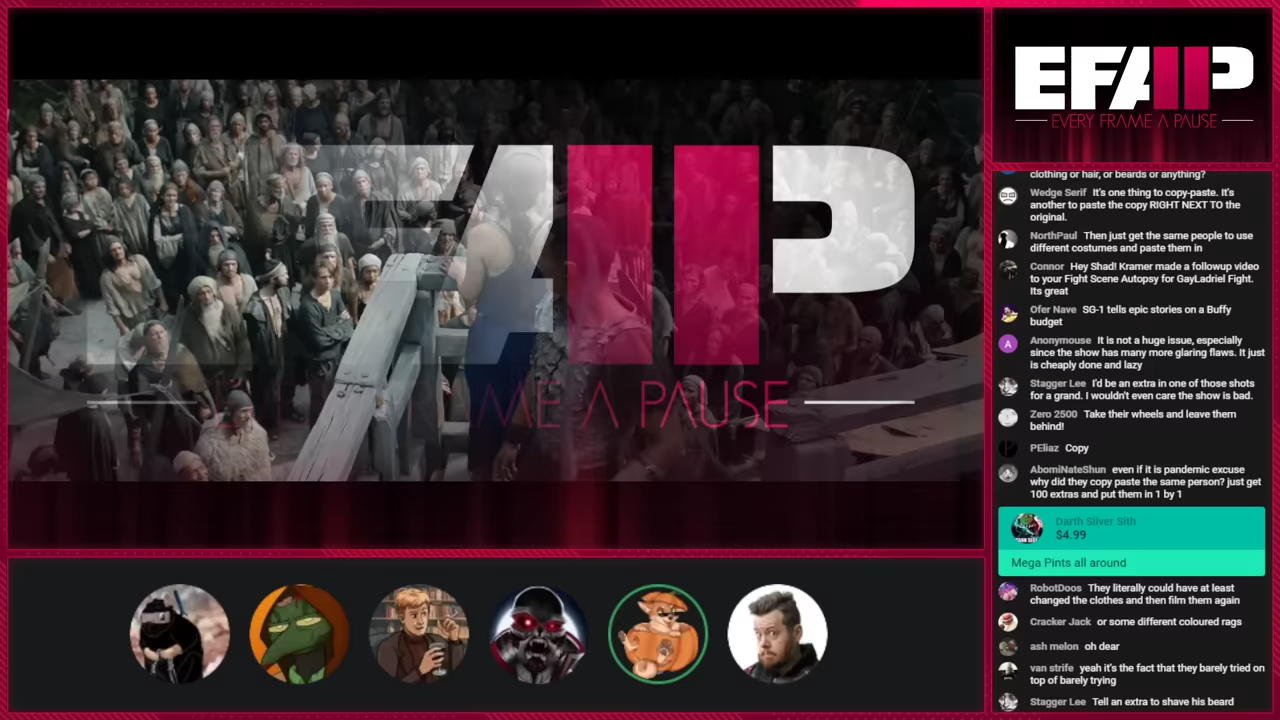 EFAP
FRAME A PAUSE
EFAP
EVERY FRAME A PAUSE
clothing or hair, or beards or anything?
Wedge Serif It's one thing to copy-paste. It's
another to paste the copy RIGHT NEXT TO the
original.
NorthPaul Then just get the same people to use
different costumes and paste them in
Connor Hey Shad! Kramer made a followup video
to your Fight Scene Autopsy for GayLadriel Fight.
Its great
Ofer Nave SG-1 tells epic stories on a Buffy
budget
A
Anonymouse It is not a huge issue, especially
since the show has many more glaring flaws. It just
is cheaply done and lazy
Stagger Lee I'd be an extra in one of those shots
for a grand. I wouldn't even care the show is bad.
Zero 2500 Take their wheels and leave them
behind!
PEliaz Copy
AbomiNateShun even if it is pandemic excuse
why did they copy paste the same person? just get
100 extras and put them in 1 by 1
Darth Silver Sith
$4.99
Mega Pints all around
RobotDoos They literally could have at least
changed the clothes and then film them again
Cracker Jack or some different coloured rags
ash melon oh dear
van strife yeah it's the fact that they barely tried on
top of barely trying
Stagger Lee Tell an extra to shave his beard